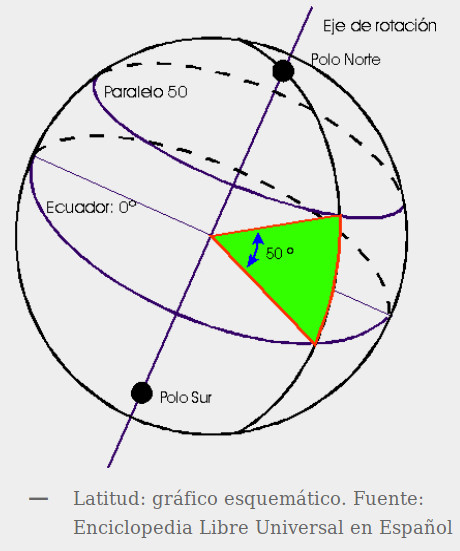 Eje de rotación
Polo Norte
Paralelo 50
Ecuador: 0º
50 º
Polo Sur
— Latitud: gráfico esquemático. Fuente:
Enciclopedia Libre Universal en Español